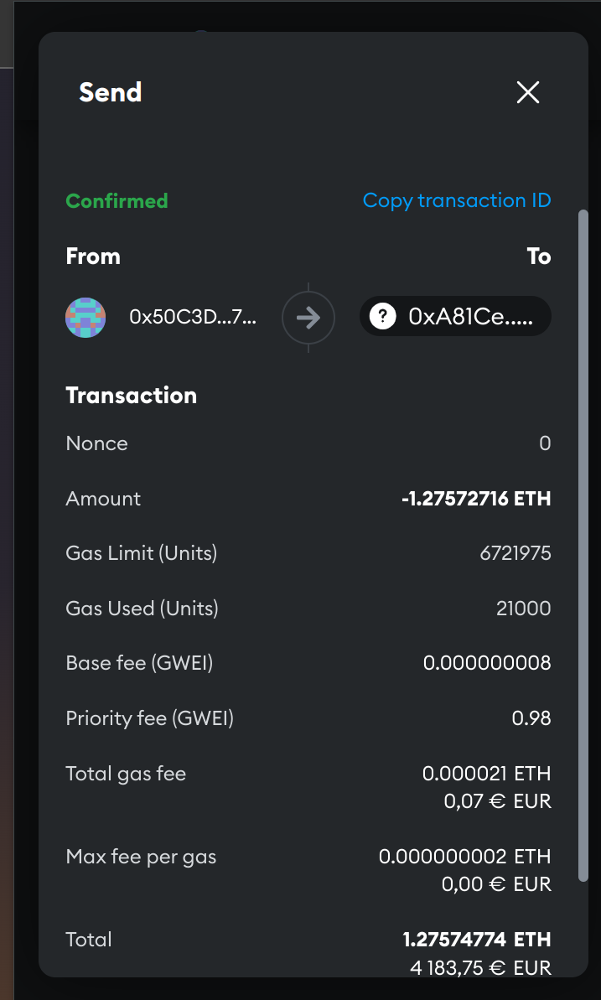 Send
Confirmed Copy transaction ID
From To
0x50C3D...7... ? 0xA81Ce.....
Transaction
Nonce 0
Amount -1.27572716 ETH
Gas Limit (Units) 6721975
Gas Used (Units) 21000
Base fee (GWEI) 0.000000008
Priority fee (GWEI) 0.98
Total gas fee 0.000021 ETH
0,07 € EUR
Max fee per gas 0.000000002 ETH
0,00 € EUR
Total 1.27574774 ETH
4 183,75 € EUR